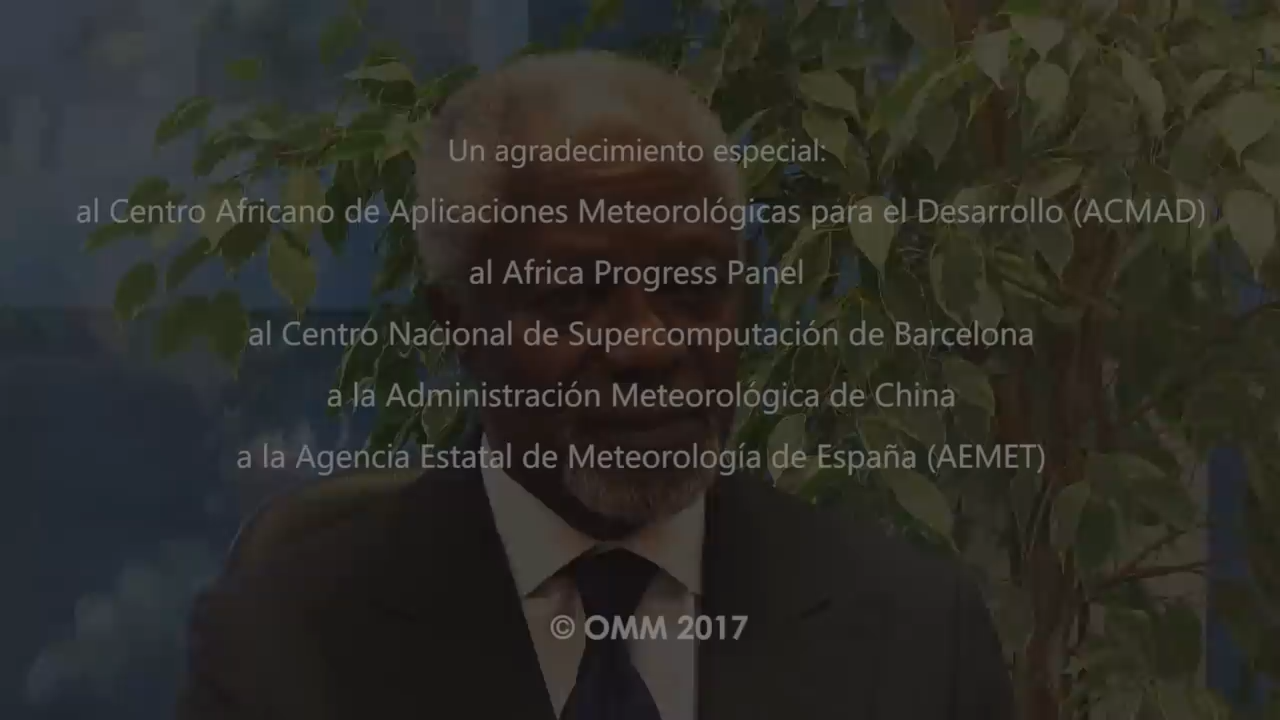 Un agradecimiento especial:
al Centro Africano de Aplicaciones Meteorológicas para el Desarrollo (ACMAD)
al Africa Progress Panel
al Centro Nacional de Supercomputación de Barcelona
a la Administración Meteorológica de China
a la Agencia Estatal de Meteorología de España (AEMET)
© OMM 2017